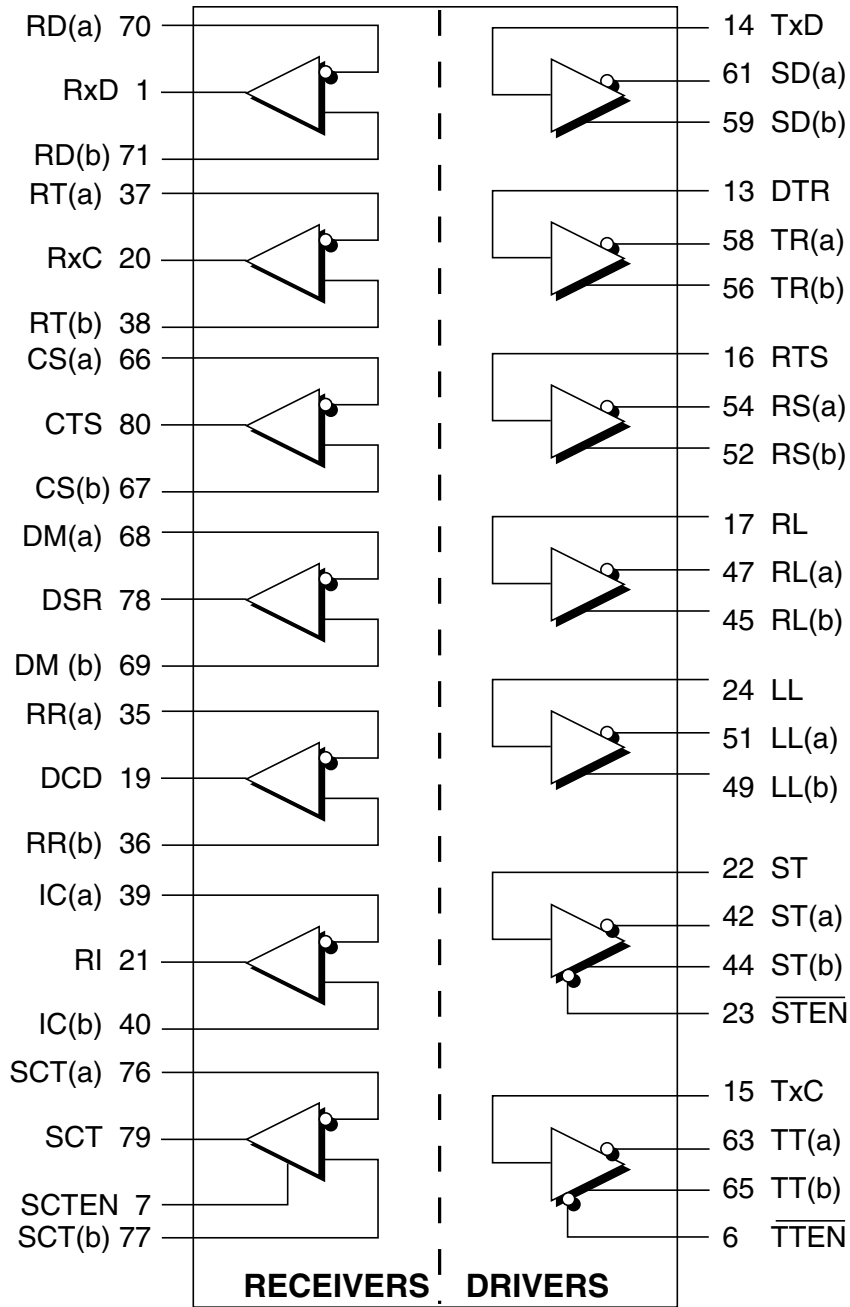 RD(a) 70
RxD 1
RD(b) 71
RT(a) 37
RxC 20
RT(b) 38
CS(a) 66
CTS 80
CS(b) 67
DM(a) 68
DSR 78
DM (b) 69
RR(a) 35
DCD 19
RR(b) 36
IC(a) 39
RI 21
IC(b) 40
SCT(a) 76
SCT 79
SCTEN 7
SCT(b) 77
14 TxD
61 SD(a)
59 SD(b)
13 DTR
58 TR(a)
56 TR(b)
16 RTS
54 RS(a)
52 RS(b)
17 RL
47 RL(a)
45 RL(b)
24 LL
51 LL(a)
49 LL(b)
22 ST
42 ST(a)
44 ST(b)
23 S̅T̅E̅N̅
15 TxC
63 TT(a)
65 TT(b)
6 T̅T̅E̅N̅
RECEIVERS
DRIVERS